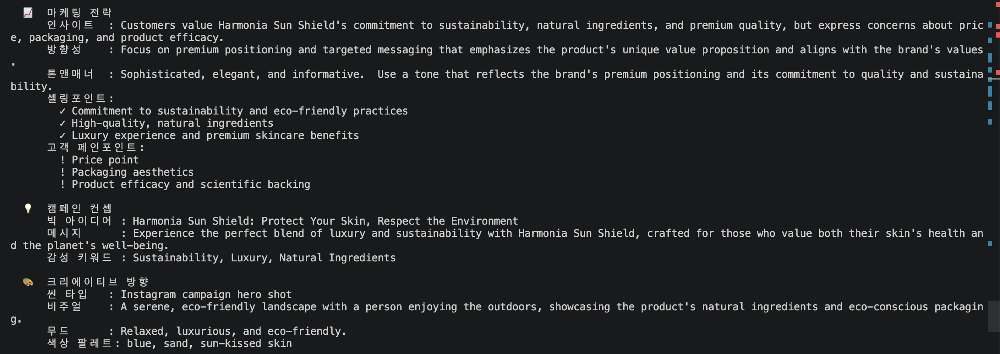 📈 마케팅 전략
인사이트 : Customers value Harmonia Sun Shield's commitment to sustainability, natural ingredients, and premium quality, but express concerns about pric
e, packaging, and product efficacy.
방향성 : Focus on premium positioning and targeted messaging that emphasizes the product's unique value proposition and aligns with the brand's values
.
톤앤매너 : Sophisticated, elegant, and informative.  Use a tone that reflects the brand's premium positioning and its commitment to quality and sustaina
bility.
셀링포인트:
✓ Commitment to sustainability and eco-friendly practices
✓ High-quality, natural ingredients
✓ Luxury experience and premium skincare benefits
고객 페인포인트:
! Price point
! Packaging aesthetics
! Product efficacy and scientific backing
💡 캠페인 컨셉
빅 아이디어 : Harmonia Sun Shield: Protect Your Skin, Respect the Environment
메시지 : Experience the perfect blend of luxury and sustainability with Harmonia Sun Shield, crafted for those who value both their skin's health an
d the planet's well-being.
감성 키워드 : Sustainability, Luxury, Natural Ingredients
🎨 크리에이티브 방향
씬 타입 : Instagram campaign hero shot
비주얼 : A serene, eco-friendly landscape with a person enjoying the outdoors, showcasing the product's natural ingredients and eco-conscious packagin
g.
무드 : Relaxed, luxurious, and eco-friendly.
색상 팔레트: blue, sand, sun-kissed skin